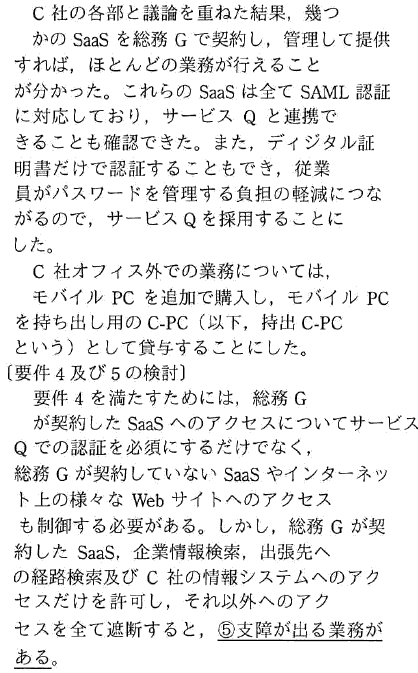 C 社の各部と議論を重ねた結果，幾つ
かの SaaS を総務 G で契約し，管理して提供
すれば，ほとんどの業務が行えること
が分かった。これらの SaaS は全て SAML 認証
に対応しており，サービス Q と連携で
きることも確認できた。また，ディジタル証
明書だけで認証することもでき，従業
員がパスワードを管理する負担の軽減につな
がるので，サービス Q を採用することに
した。
C 社オフィス外での業務については，
モバイル PC を追加で購入し，モバイル PC
を持ち出し用の C-PC（以下，持出 C-PC
という）として貸与することにした。
〔要件 4 及び 5 の検討〕
要件 4 を満たすためには，総務 G
が契約した SaaS へのアクセスについてサービス
Q での認証を必須にするだけでなく，
総務 G が契約していない SaaS やインターネッ
ト上の様々な Web サイトへのアクセス
も制御する必要がある。しかし，総務 G が契
約した SaaS，企業情報検索，出張先へ
の経路検索及び C 社の情報システムへのアク
セスだけを許可し，それ以外へのアク
セスを全て遮断すると，⑤支障が出る業務が
ある。